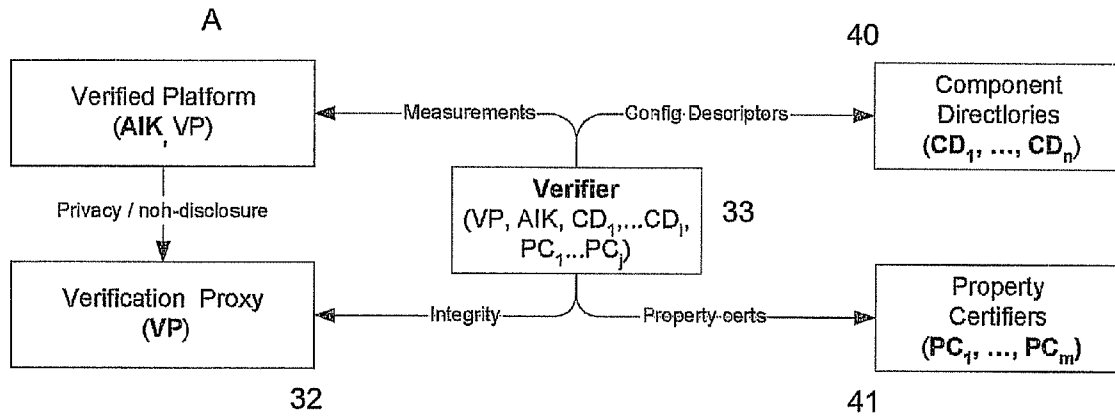 A
40
Verified Platform
(AIK, VP)
Measurements
Config Descriptors
Component
Directlories
(CD1, ..., CDn)
Verifier
(VP, AIK, CD1,...CDi,
PC1...PCj)
33
Privacy / non-disclosure
Verification Proxy
(VP)
Integrity
Property certs
Property
Certifiers
(PC1, ..., PCm)
32
41